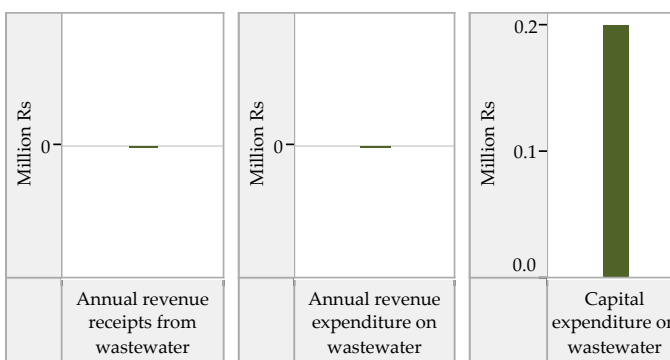 Million Rs
0
Annual revenue
receipts from
wastewater
Million Rs
0
Annual revenue
expenditure on
wastewater
Million Rs
0.2
0.1
0.0
Capital
expenditure on
wastewater